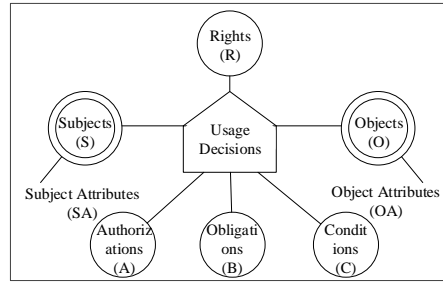 Rights
(R)
Subjects
(S)
Usage
Decisions
Objects
(O)
Subject Attributes
(SA)
Object Attributes
(OA)
Authoriz
ations
(A)
Obligati
ons
(B)
Condit
ions
(C)